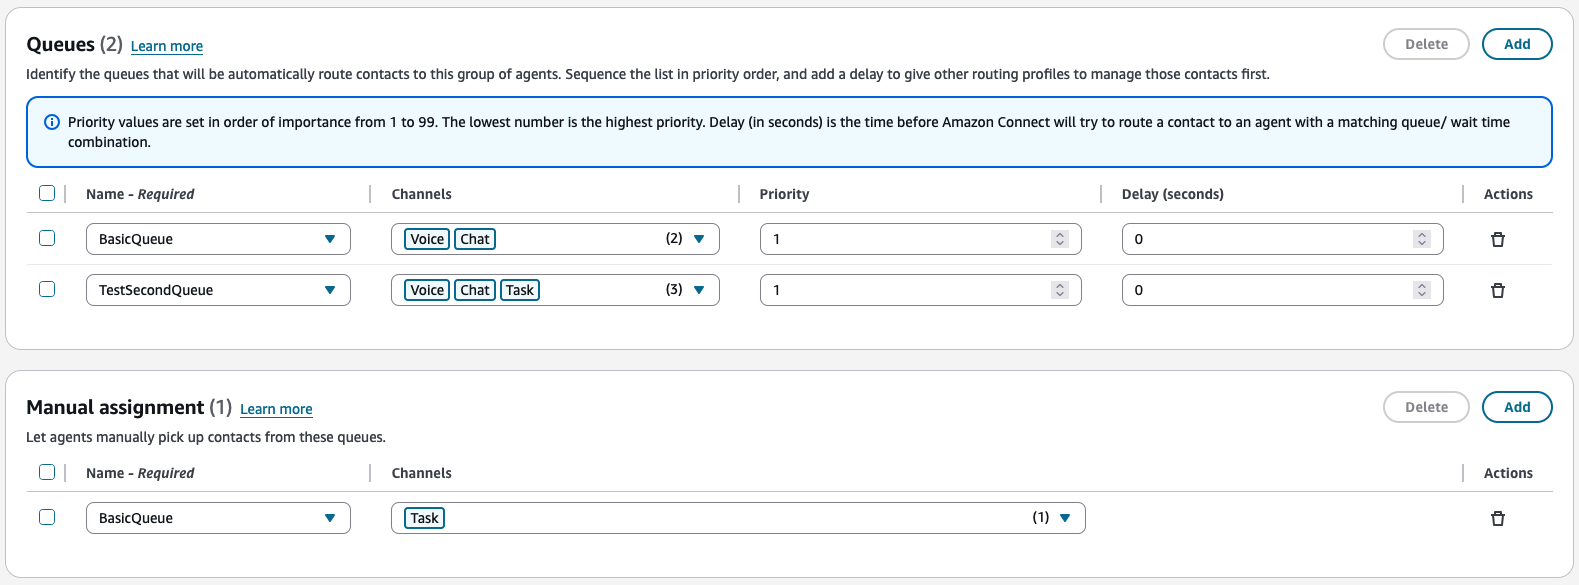 Queues (2) Learn more
Delete
Add
Identify the queues that will be automatically route contacts to this group of agents. Sequence the list in priority order, and add a delay to give other routing profiles to manage those contacts first.
Priority values are set in order of importance from 1 to 99. The lowest number is the highest priority. Delay (in seconds) is the time before Amazon Connect will try to route a contact to an agent with a matching queue/ wait time
combination.
Name - Required
Channels
Priority
Delay (seconds)
Actions
BasicQueue
Voice Chat (2)
1
0
TestSecondQueue
Voice Chat Task (3)
1
0
Manual assignment (1) Learn more
Delete
Add
Let agents manually pick up contacts from these queues.
Name - Required
Channels
Actions
BasicQueue
Task (1)